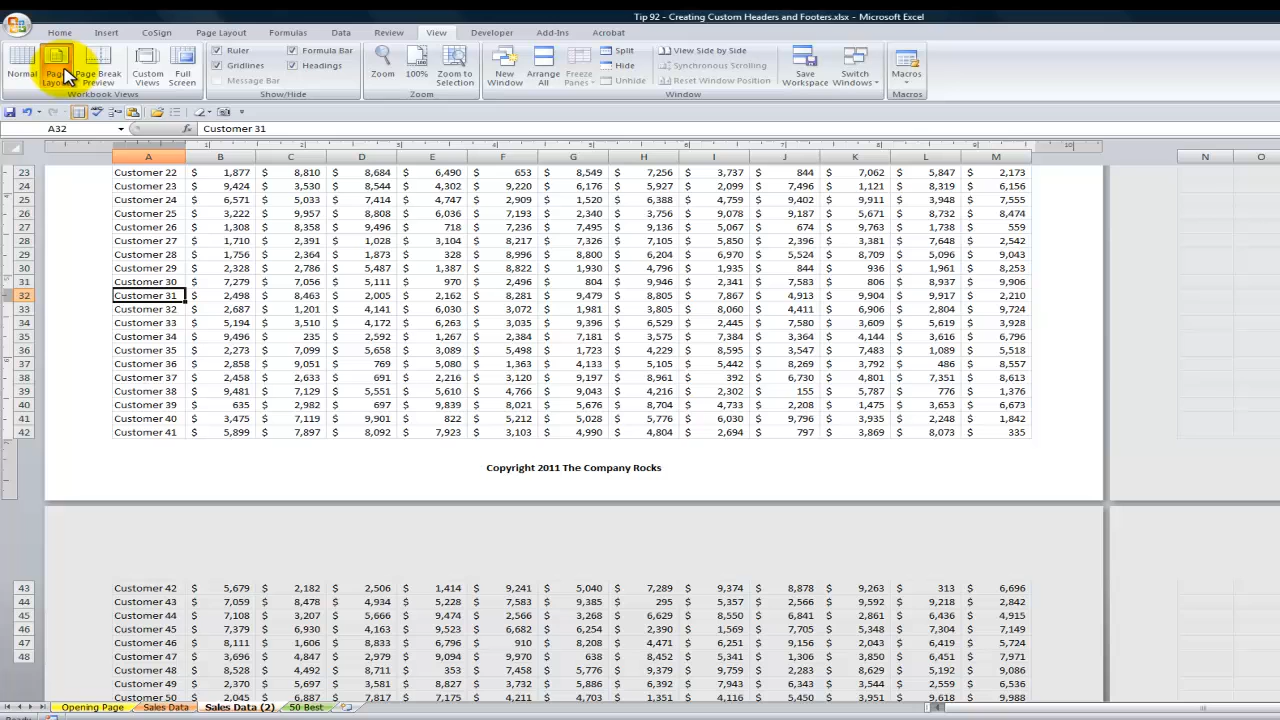 Tip 92 - Creating Custom Headers and Footers.xlsx - Microsoft Excel
Home Insert CoSign Page Layout Formulas Data Review View Developer Add-Ins Acrobat
Ruler Formula Bar Split View Side by Side
Gridlines Headings Hide Synchronous Scrolling
Normal Page Layout Page Break Preview Custom Views Full Screen Message Bar Zoom 100% Zoom to Selection New Window Arrange All Freeze Panes Unhide Reset Window Position Save Workspace Switch Windows Macros
Workbook Views Show/Hide Zoom Window Macros
A32 fx Customer 31
1 2 3 4 5 6 7 8 9 10
A B C D E F G H I J K L M N O
23 Customer 22 $ 1,877 $ 8,810 $ 8,684 $ 6,490 $ 653 $ 8,549 $ 7,256 $ 3,737 $ 844 $ 7,062 $ 5,847 $ 2,173
24 Customer 23 $ 9,424 $ 3,530 $ 8,544 $ 4,302 $ 9,220 $ 6,176 $ 5,927 $ 2,099 $ 7,496 $ 1,121 $ 8,319 $ 6,156
25 Customer 24 $ 6,571 $ 5,033 $ 7,414 $ 4,747 $ 2,909 $ 1,520 $ 6,388 $ 4,759 $ 9,402 $ 9,911 $ 3,948 $ 7,555
26 Customer 25 $ 3,222 $ 9,957 $ 8,808 $ 6,036 $ 7,193 $ 2,340 $ 3,756 $ 9,078 $ 9,187 $ 5,671 $ 8,732 $ 8,474
27 Customer 26 $ 1,308 $ 8,358 $ 9,496 $ 718 $ 7,236 $ 7,495 $ 9,136 $ 5,067 $ 674 $ 9,763 $ 1,738 $ 559
28 Customer 27 $ 1,710 $ 2,391 $ 1,028 $ 3,104 $ 8,217 $ 7,326 $ 7,105 $ 5,850 $ 2,396 $ 3,381 $ 7,648 $ 2,542
29 Customer 28 $ 1,756 $ 2,364 $ 1,873 $ 328 $ 8,996 $ 8,800 $ 6,204 $ 6,970 $ 5,524 $ 8,709 $ 5,096 $ 9,043
30 Customer 29 $ 2,328 $ 2,786 $ 5,487 $ 1,387 $ 8,822 $ 1,930 $ 4,796 $ 1,935 $ 844 $ 936 $ 1,961 $ 8,253
31 Customer 30 $ 7,279 $ 7,056 $ 5,111 $ 970 $ 2,496 $ 804 $ 9,946 $ 2,341 $ 7,583 $ 806 $ 8,937 $ 9,906
32 Customer 31 $ 2,498 $ 8,463 $ 2,005 $ 2,162 $ 8,281 $ 9,479 $ 8,805 $ 7,867 $ 4,913 $ 9,904 $ 9,917 $ 2,210
33 Customer 32 $ 2,687 $ 1,201 $ 4,141 $ 6,030 $ 3,072 $ 1,981 $ 3,805 $ 8,060 $ 4,411 $ 6,906 $ 2,804 $ 9,724
34 Customer 33 $ 5,194 $ 3,510 $ 4,172 $ 6,263 $ 3,035 $ 9,396 $ 6,529 $ 2,445 $ 7,580 $ 3,609 $ 5,619 $ 3,928
35 Customer 34 $ 9,496 $ 235 $ 2,592 $ 1,267 $ 2,384 $ 7,181 $ 3,575 $ 7,384 $ 3,364 $ 4,144 $ 3,616 $ 6,796
36 Customer 35 $ 2,273 $ 7,099 $ 5,658 $ 3,089 $ 5,498 $ 1,723 $ 4,229 $ 8,595 $ 3,547 $ 7,483 $ 1,089 $ 5,518
37 Customer 36 $ 2,858 $ 9,051 $ 769 $ 5,080 $ 1,363 $ 4,133 $ 5,105 $ 5,442 $ 8,269 $ 3,792 $ 486 $ 8,557
38 Customer 37 $ 2,458 $ 2,633 $ 691 $ 2,216 $ 3,120 $ 9,197 $ 8,961 $ 392 $ 6,730 $ 4,801 $ 7,351 $ 8,613
39 Customer 38 $ 9,481 $ 7,129 $ 5,551 $ 5,610 $ 4,766 $ 9,043 $ 4,216 $ 2,302 $ 155 $ 5,787 $ 776 $ 1,376
40 Customer 39 $ 635 $ 2,982 $ 697 $ 9,839 $ 8,021 $ 5,676 $ 8,704 $ 4,733 $ 2,208 $ 1,475 $ 3,653 $ 6,673
41 Customer 40 $ 3,475 $ 7,119 $ 9,901 $ 822 $ 5,212 $ 5,028 $ 5,776 $ 6,030 $ 9,796 $ 3,935 $ 2,248 $ 1,842
42 Customer 41 $ 5,899 $ 7,897 $ 8,092 $ 7,923 $ 3,103 $ 4,990 $ 4,804 $ 2,694 $ 797 $ 3,869 $ 8,073 $ 335
Copyright 2011 The Company Rocks
43 Customer 42 $ 5,679 $ 2,182 $ 2,506 $ 1,414 $ 9,241 $ 5,040 $ 7,289 $ 9,374 $ 8,878 $ 9,263 $ 313 $ 6,696
44 Customer 43 $ 7,059 $ 8,478 $ 4,934 $ 5,228 $ 7,583 $ 9,385 $ 295 $ 5,357 $ 2,566 $ 9,592 $ 9,218 $ 2,842
45 Customer 44 $ 7,108 $ 3,207 $ 5,666 $ 9,474 $ 2,566 $ 3,268 $ 6,629 $ 8,550 $ 6,841 $ 2,861 $ 6,436 $ 4,915
46 Customer 45 $ 7,379 $ 6,930 $ 4,163 $ 9,523 $ 6,682 $ 6,254 $ 2,390 $ 1,569 $ 7,705 $ 5,348 $ 7,304 $ 7,149
47 Customer 46 $ 8,111 $ 1,606 $ 8,833 $ 6,796 $ 910 $ 8,208 $ 4,471 $ 6,251 $ 9,156 $ 2,043 $ 6,419 $ 5,724
48 Customer 47 $ 3,696 $ 4,847 $ 2,979 $ 9,094 $ 9,970 $ 638 $ 8,452 $ 5,341 $ 1,306 $ 3,850 $ 6,451 $ 7,971
Customer 48 $ 8,828 $ 4,492 $ 8,711 $ 353 $ 7,458 $ 5,776 $ 9,379 $ 9,759 $ 2,283 $ 8,629 $ 5,192 $ 9,086
Customer 49 $ 2,370 $ 5,697 $ 3,581 $ 8,827 $ 3,732 $ 5,886 $ 6,392 $ 7,943 $ 6,343 $ 3,544 $ 2,559 $ 6,536
Customer 50 $ 2,045 $ 6,887 $ 7,817 $ 7,175 $ 4,211 $ 4,703 $ 1,351 $ 4,116 $ 5,450 $ 3,951 $ 9,618 $ 9,988
Opening Page Sales Data Sales Data (2) 50 Best